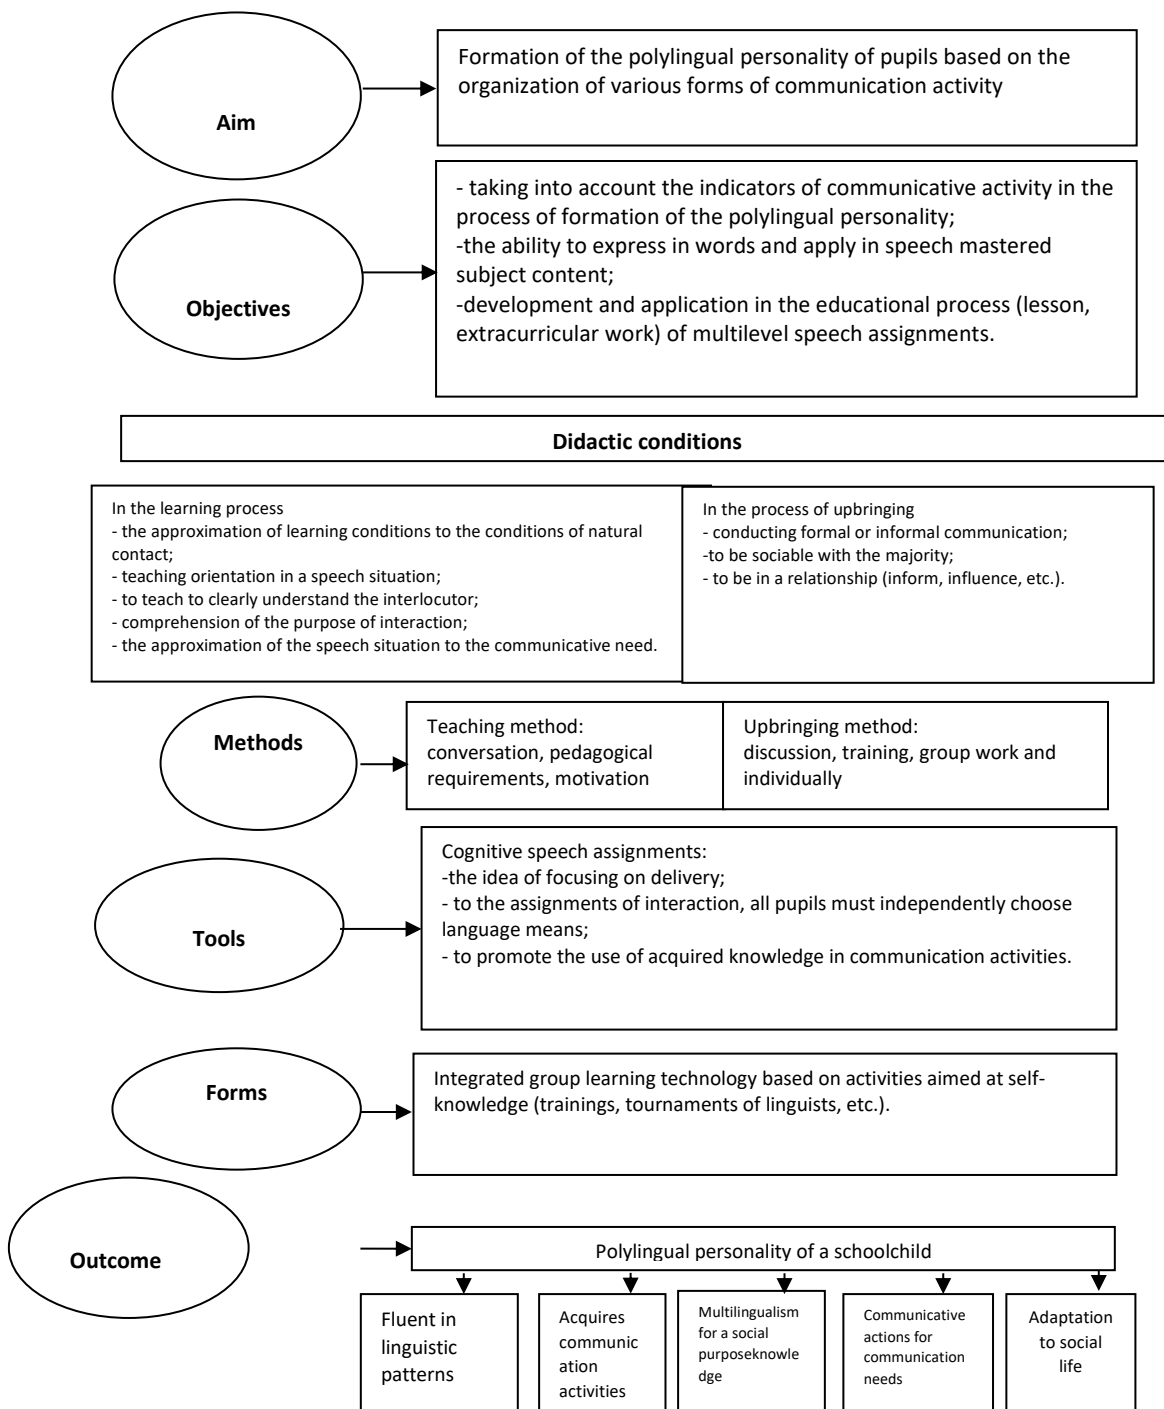 Aim
Formation of the polylingual personality of pupils based on the
organization of various forms of communication activity
Objectives
- taking into account the indicators of communicative activity in the
process of formation of the polylingual personality;
-the ability to express in words and apply in speech mastered
subject content;
-development and application in the educational process (lesson,
extracurricular work) of multilevel speech assignments.
Didactic conditions
In the learning process
- the approximation of learning conditions to the conditions of natural
contact;
- teaching orientation in a speech situation;
- to teach to clearly understand the interlocutor;
- comprehension of the purpose of interaction;
- the approximation of the speech situation to the communicative need.
In the process of upbringing
- conducting formal or informal communication;
-to be sociable with the majority;
- to be in a relationship (inform, influence, etc.).
Methods
Teaching method:
conversation, pedagogical
requirements, motivation
Upbringing method:
discussion, training, group work and
individually
Tools
Cognitive speech assignments:
-the idea of focusing on delivery;
- to the assignments of interaction, all pupils must independently choose
language means;
- to promote the use of acquired knowledge in communication activities.
Forms
Integrated group learning technology based on activities aimed at self-
knowledge (trainings, tournaments of linguists, etc.).
Outcome
Polylingual personality of a schoolchild
Fluent in
linguistic
patterns
Acquires
communic
ation
activities
Multilingualism
for a social
purposeknowle
dge
Communicative
actions for
communication
needs
Adaptation
to social
life